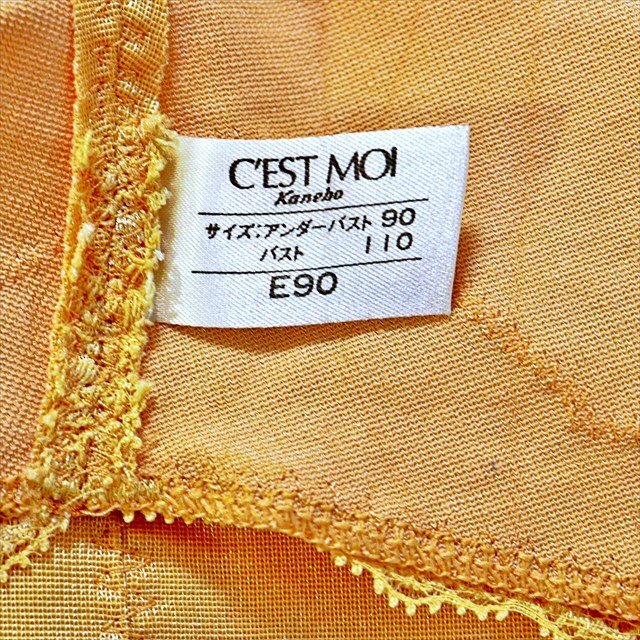 C'EST MOI
Kanebo
サイズ:アンダーバスト 90
バスト 110
E90